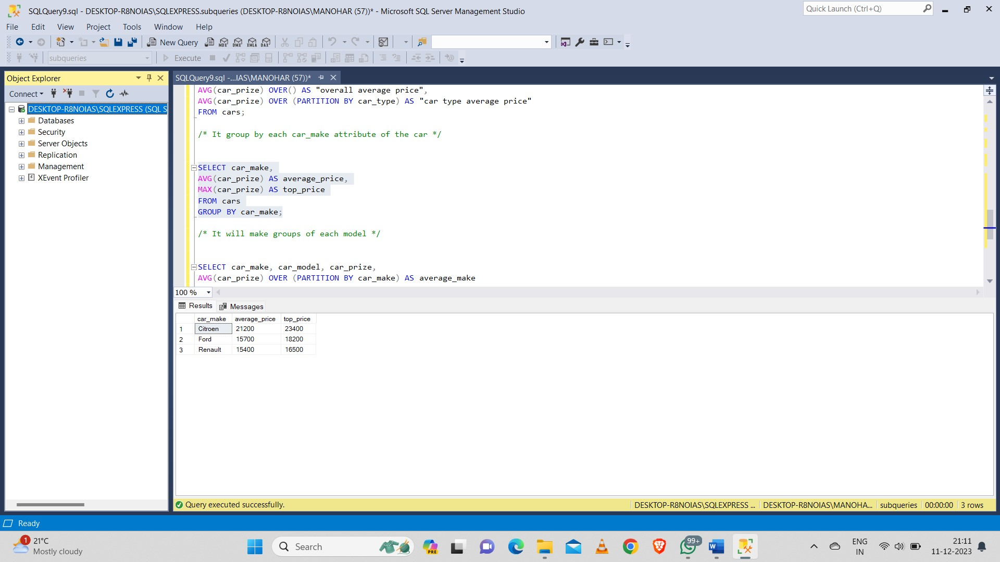 SQLQuery9.sql - DESKTOP-R8NOIAS\SQLEXPRESS.subqueries (DESKTOP-R8NOIAS\MANOHAR (57))* - Microsoft SQL Server Management Studio
Quick Launch (Ctrl+Q)
File Edit View Project Tools Window Help
New Query MDX DMX XMLA DAX
subqueries Execute
Object Explorer
SQLQuery9.sql -...IAS\MANOHAR (57))*
Connect
DESKTOP-R8NOIAS\SQLEXPRESS (SQL S
Databases
Security
Server Objects
Replication
Management
XEvent Profiler
AVG(car_prize) OVER() AS "overall average price",
AVG(car_prize) OVER (PARTITION BY car_type) AS "car type average price"
FROM cars;
/* It group by each car_make attribute of the car */
SELECT car_make,
AVG(car_prize) AS average_price,
MAX(car_prize) AS top_price
FROM cars
GROUP BY car_make;
/* It will make groups of each model */
SELECT car_make, car_model, car_prize,
AVG(car_prize) OVER (PARTITION BY car_make) AS average_make
100 %
Results Messages
car_make average_price top_price
1 Citroen 21200 23400
2 Ford 15700 18200
3 Renault 15400 16500
Query executed successfully. DESKTOP-R8NOIAS\SQLEXPRESS ... DESKTOP-R8NOIAS\MANOHA... subqueries 00:00:00 3 rows
Ready
1 21°C
Mostly cloudy
Search
PRE
99+
ENG
IN
21:11
11-12-2023